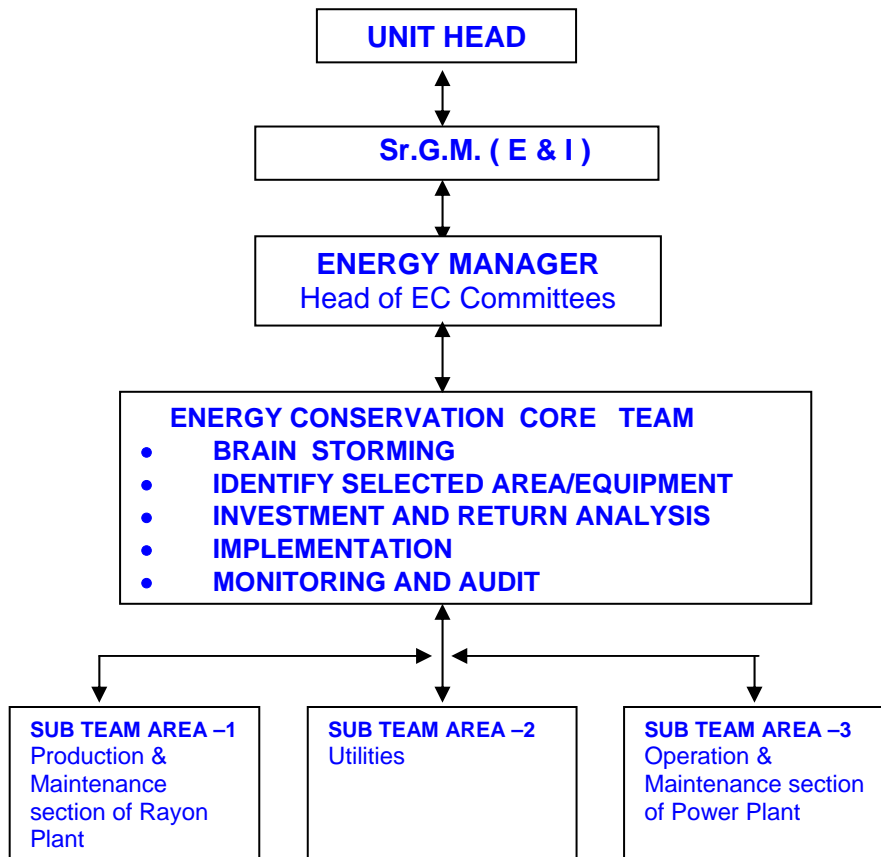 UNIT HEAD
Sr.G.M. ( E & I )
ENERGY MANAGER
Head of EC Committees
ENERGY CONSERVATION CORE TEAM
• BRAIN STORMING
• IDENTIFY SELECTED AREA/EQUIPMENT
• INVESTMENT AND RETURN ANALYSIS
• IMPLEMENTATION
• MONITORING AND AUDIT
SUB TEAM AREA –1
Production &
Maintenance
section of Rayon
Plant
SUB TEAM AREA –2
Utilities
SUB TEAM AREA –3
Operation &
Maintenance section
of Power Plant